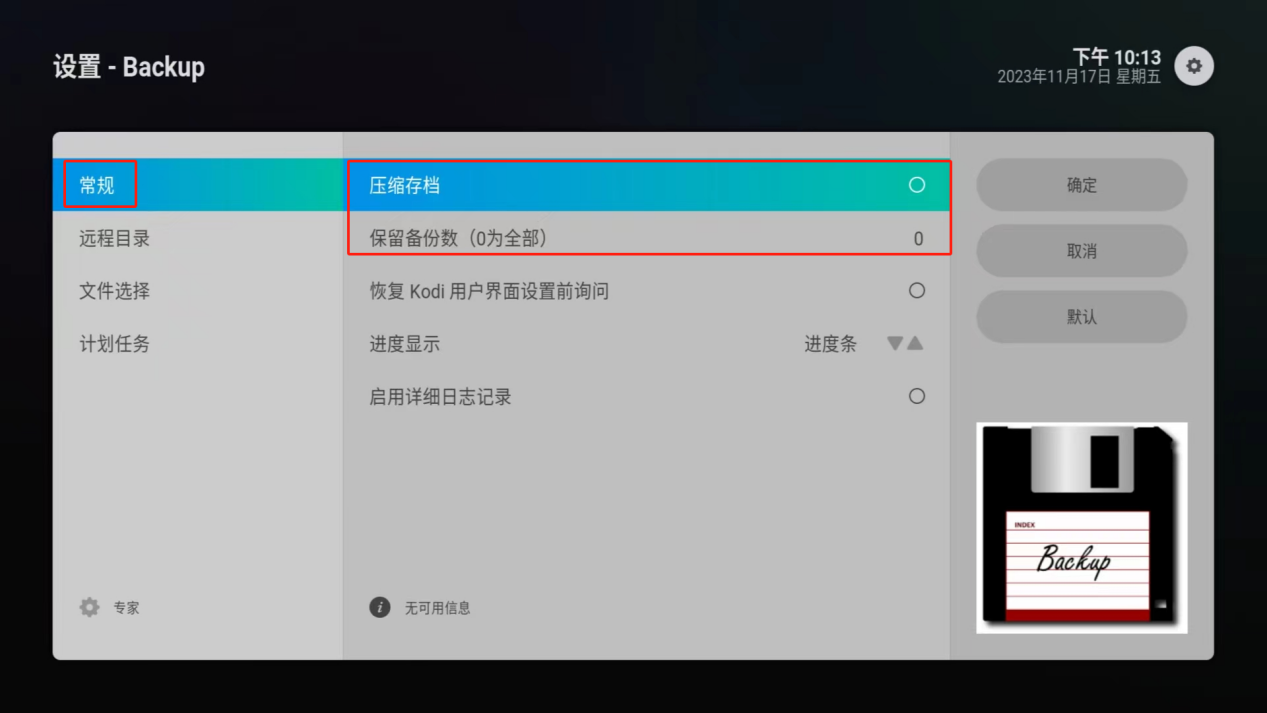 设置 - Backup
下午 10:13
2023年11月17日 星期五
常规
远程目录
文件选择
计划任务
专家
压缩存档
保留备份数（0为全部） 0
恢复 Kodi 用户界面设置前询问
进度显示 进度条
启用详细日志记录
无可用信息
确定
取消
默认
INDEX
Backup